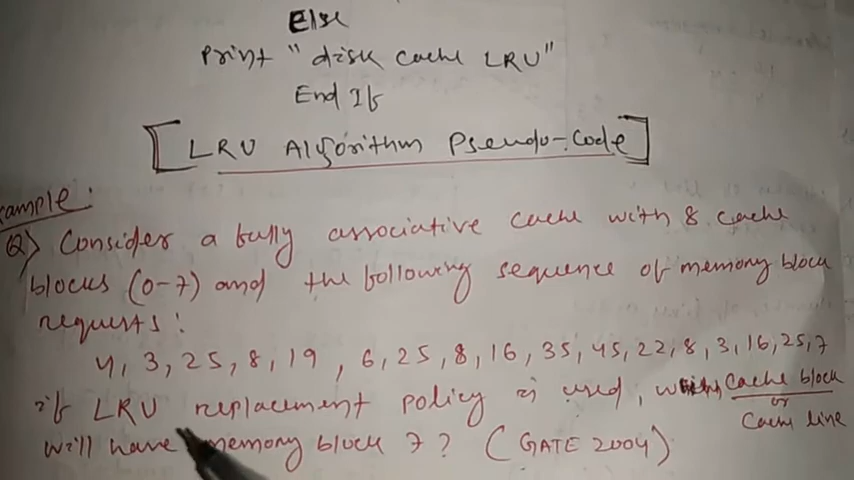 Else
Print "disk cache LRU"
End If
[LRU Algorithm Pseudo-Code]
ample:
Q) Consider a fully associative cache with 8 cache
blocks (0-7) and the following sequence of memory block
requests:
4, 3, 25, 8, 19, 6, 25, 8, 16, 35, 45, 22, 8, 3, 16, 25, 7
if LRU replacement policy is used, which cache block
or
will have memory block 7? (GATE 2004)
Cache line